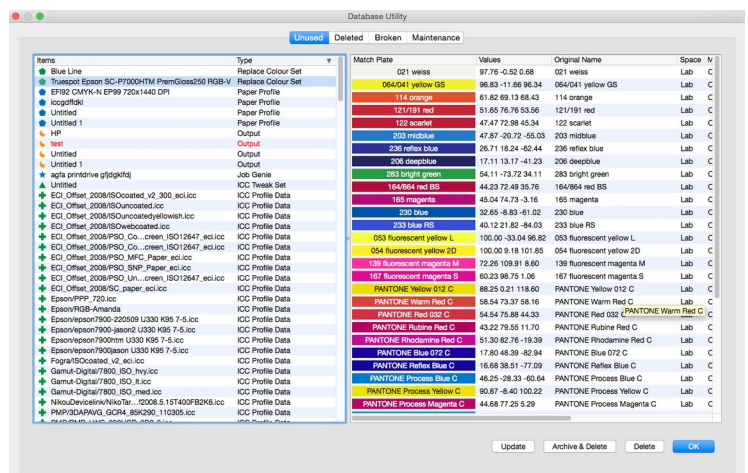 Database Utility
Unused Deleted Broken Maintenance
Items Type
Blue Line Replace Colour Set
Truespot Epson SC-P7000HTM PremGloss250 RGB-V Replace Colour Set
EFI92 CMYK-N EP99 720x1440 DPI Paper Profile
iccgdffdkl Paper Profile
Untitled Paper Profile
Untitled 1 Paper Profile
HP Output
test Output
Untitled Output
Untitled 1 Output
agfa printdrive gfjdgklfdj Job Genie
Untitled ICC Tweak Set
ECI_Offset_2008/ISOcoated_v2_300_eci.icc ICC Profile Data
ECI_Offset_2008/ISOuncoated.icc ICC Profile Data
ECI_Offset_2008/ISOuncoatedyellowish.icc ICC Profile Data
ECI_Offset_2008/ISOwebcoated.icc ICC Profile Data
ECI_Offset_2008/PSO_Co...creen_ISO12647_eci.icc ICC Profile Data
ECI_Offset_2008/PSO_Co...creen_ISO12647_eci.icc ICC Profile Data
ECI_Offset_2008/PSO_MFC_Paper_eci.icc ICC Profile Data
ECI_Offset_2008/PSO_SNP_Paper_eci.icc ICC Profile Data
ECI_Offset_2008/PSO_Un...creen_ISO12647_eci.icc ICC Profile Data
ECI_Offset_2008/SC_paper_eci.icc ICC Profile Data
Epson/PPP_720.icc ICC Profile Data
Epson/RGB-Amanda ICC Profile Data
Epson/epson7900-220509 U330 K95 7-5.icc ICC Profile Data
Epson/epson7900-jason2 U330 K95 7-5.icc ICC Profile Data
Epson/epson7900htm U330 K95 7-5.icc ICC Profile Data
Epson/epson7900jason U330 K95 7-5.icc ICC Profile Data
Fogra/ISOcoated_v2_eci.icc ICC Profile Data
Gamut-Digital/7800_ISO_hvy.icc ICC Profile Data
Gamut-Digital/7800_ISO_lt.icc ICC Profile Data
Gamut-Digital/7800_ISO_med.icc ICC Profile Data
NikouDevicelink/NikoTar...f2008.5.15T400FB2K6.icc ICC Profile Data
PMP/3DAPAVG_GCR4_85K290_110305.icc ICC Profile Data
Match Plate Values Original Name Space M
021 weiss 97.76 -0.52 0.68 021 weiss Lab C
064/041 yellow GS 96.83 -11.66 96.34 064/041 yellow GS Lab C
114 orange 61.82 69.13 68.43 114 orange Lab C
121/191 red 51.65 76.76 53.56 121/191 red Lab C
122 scarlet 47.47 72.98 45.34 122 scarlet Lab C
203 midblue 47.87 -20.72 -55.03 203 midblue Lab C
236 reflex blue 26.71 18.24 -62.44 236 reflex blue Lab C
206 deepblue 17.11 13.17 -41.23 206 deepblue Lab C
283 bright green 54.11 -73.72 34.11 283 bright green Lab C
164/864 red BS 44.23 72.49 35.76 164/864 red BS Lab C
165 magenta 45.04 74.73 -3.16 165 magenta Lab C
230 blue 32.65 -8.83 -61.02 230 blue Lab C
233 blue RS 40.12 21.82 -84.03 233 blue RS Lab C
053 fluorescent yellow L 100.00 -33.04 96.82 053 fluorescent yellow L Lab C
054 fluorescent yellow 2D 100.00 9.18 101.85 054 fluorescent yellow 2D Lab C
139 fluorescent magenta M 72.26 109.91 8.60 139 fluorescent magenta M Lab C
167 fluorescent magenta S 60.23 98.75 1.06 167 fluorescent magenta S Lab C
PANTONE Yellow 012 C 88.25 0.21 118.60 PANTONE Yellow 012 C Lab C
PANTONE Warm Red C 58.54 73.37 58.16 PANTONE Warm Red C Lab C
PANTONE Red 032 C 54.54 75.88 44.33 PANTONE Red 032 PANTONE Warm Red C
PANTONE Rubine Red C 43.22 79.55 11.70 PANTONE Rubine Red C Lab C
PANTONE Rhodamine Red C 51.30 82.76 -19.39 PANTONE Rhodamine Red C Lab C
PANTONE Blue 072 C 17.80 48.39 -82.94 PANTONE Blue 072 C Lab C
PANTONE Reflex Blue C 16.68 38.51 -77.09 PANTONE Reflex Blue C Lab C
PANTONE Process Blue C 46.25 -28.33 -60.64 PANTONE Process Blue C Lab C
PANTONE Process Yellow C 90.87 -8.40 100.22 PANTONE Process Yellow C Lab C
PANTONE Process Magenta C 44.68 77.25 5.29 PANTONE Process Magenta C Lab C
Update Archive & Delete Delete OK